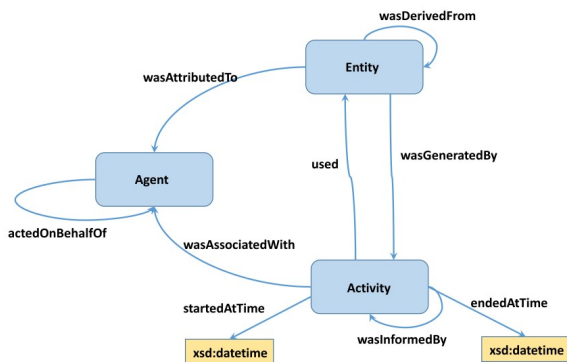 wasDerivedFrom
Entity
wasAttributedTo
used
wasGeneratedBy
Agent
actedOnBehalfOf
wasAssociatedWith
Activity
startedAtTime
endedAtTime
wasInformedBy
xsd:datetime
xsd:datetime